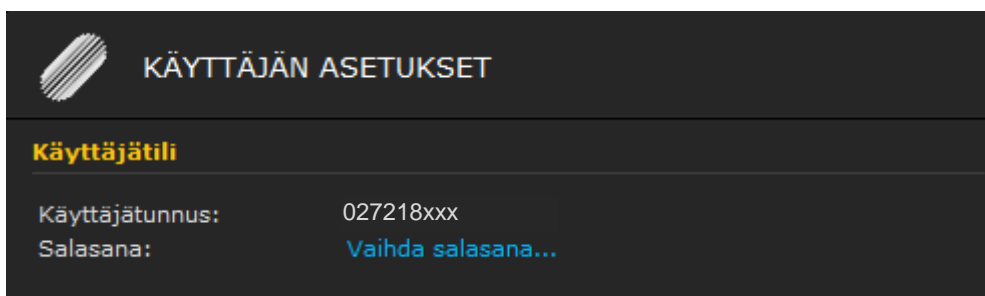 KÄYTTÄJÄN ASETUKSET
Käyttäjätili
Käyttäjätunnus: 027218xxx
Salasana: Vaihda salasana...